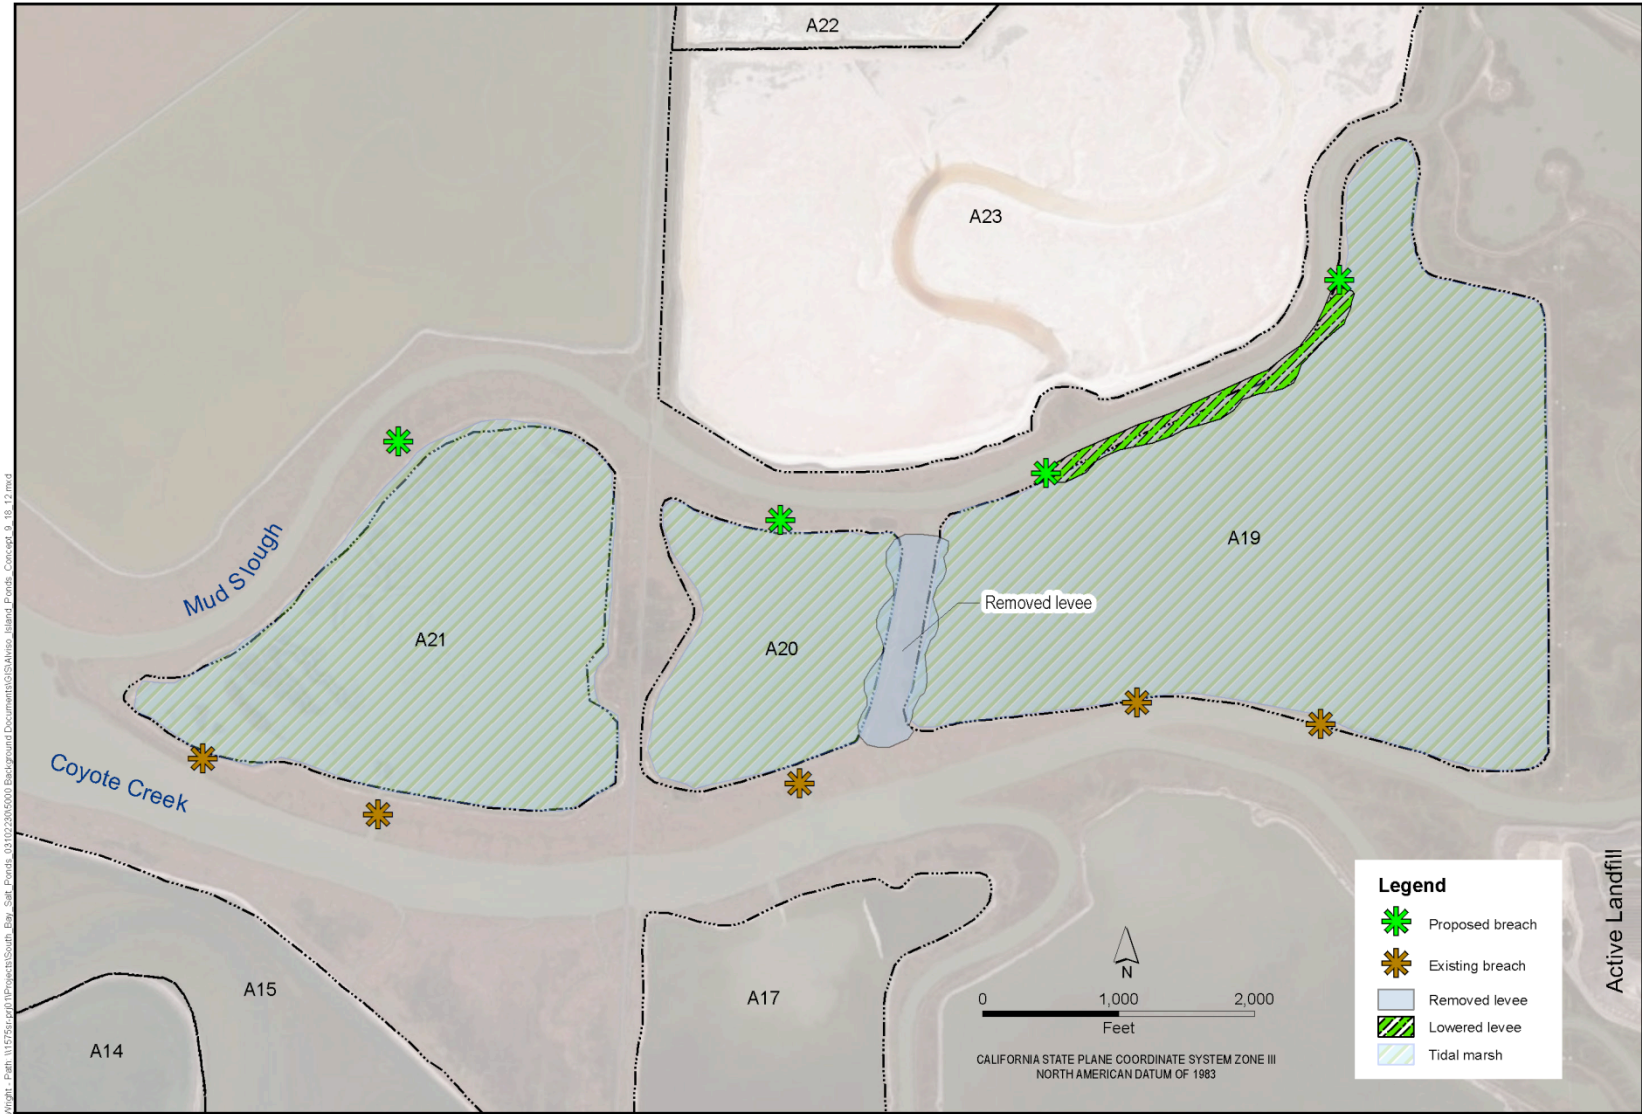 A22
A23
A19
Removed levee
A21
A20
Mud Slough
Coyote Creek
A15
A17
A14
N
0 1,000 2,000
Feet
CALIFORNIA STATE PLANE COORDINATE SYSTEM ZONE III
NORTH AMERICAN DATUM OF 1983
Legend
Proposed breach
Existing breach
Removed levee
Lowered levee
Tidal marsh
Active Landfill